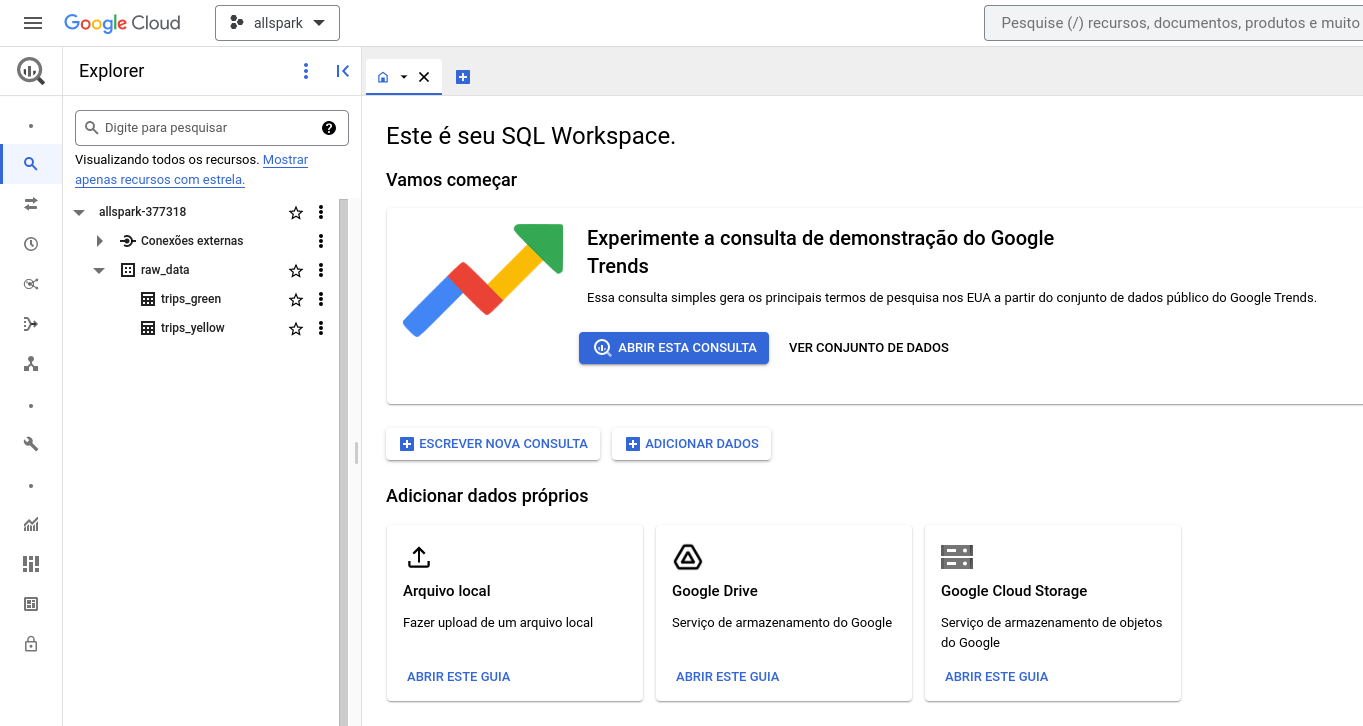 Google Cloud
allspark
Pesquise (/) recursos, documentos, produtos e muito
Explorer
Digite para pesquisar
Visualizando todos os recursos. Mostrar
apenas recursos com estrela.
allspark-377318
Conexões externas
raw_data
trips_green
trips_yellow
Este é seu SQL Workspace.
Vamos começar
Experimente a consulta de demonstração do Google
Trends
Essa consulta simples gera os principais termos de pesquisa nos EUA a partir do conjunto de dados público do Google Trends.
ABRIR ESTA CONSULTA
VER CONJUNTO DE DADOS
ESCREVER NOVA CONSULTA
ADICIONAR DADOS
Adicionar dados próprios
Arquivo local
Fazer upload de um arquivo local
ABRIR ESTE GUIA
Google Drive
Serviço de armazenamento do Google
ABRIR ESTE GUIA
Google Cloud Storage
Serviço de armazenamento de objetos
do Google
ABRIR ESTE GUIA